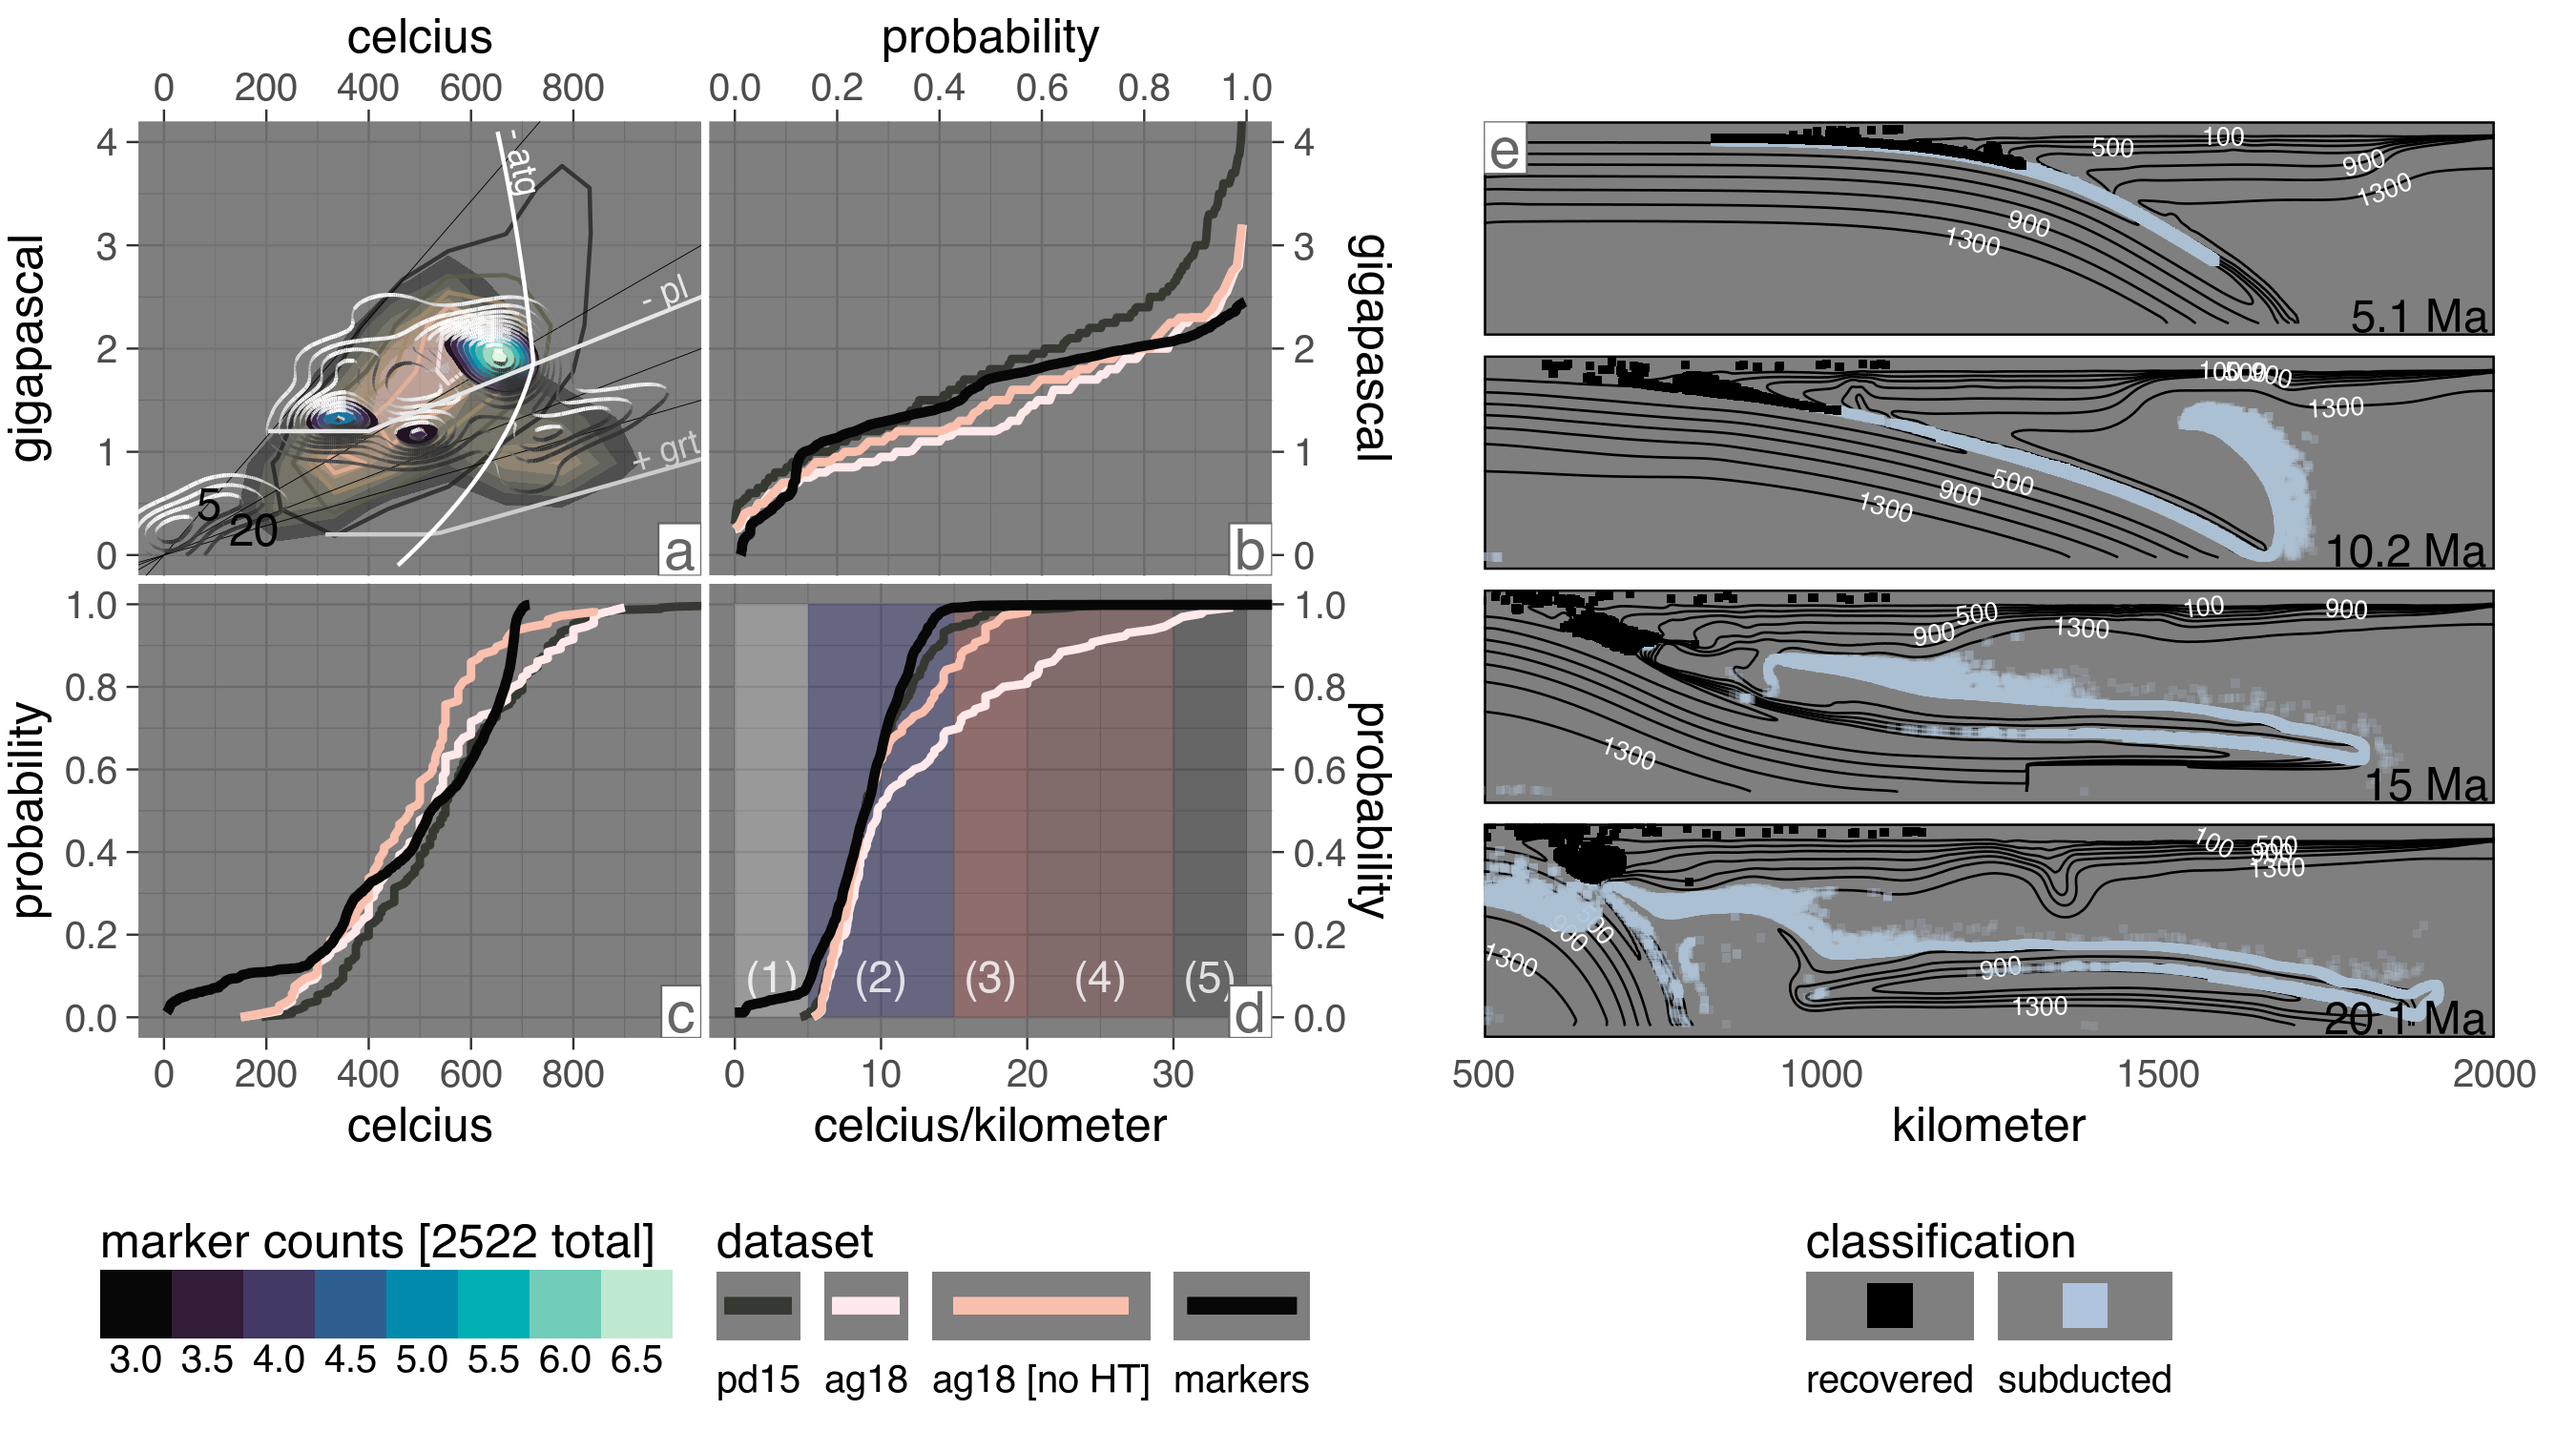 celcius
probability
0 200 400 600 800
0.0 0.2 0.4 0.6 0.8 1.0
gigapascal
4
3
2
1
0
- atg
- pl
+ grt
5
20
a
b
4
3
2
1
0
gigapascal
probability
1.0
0.8
0.6
0.4
0.2
0.0
c
(1) (2) (3) (4) (5)
d
1.0
0.8
0.6
0.4
0.2
0.0
probability
0 200 400 600 800
0 10 20 30
celcius
celcius/kilometer
e
100
500
900
1300
900
1300
5.1 Ma
100
500
900
1300
500
900
1300
10.2 Ma
500
100
900
900
1300
1300
15 Ma
100
500
900
1300
1300
900
1300
20.1 Ma
500 1000 1500 2000
kilometer
marker counts [2522 total]
3.0 3.5 4.0 4.5 5.0 5.5 6.0 6.5
dataset
pd15 ag18 ag18 [no HT] markers
classification
recovered subducted